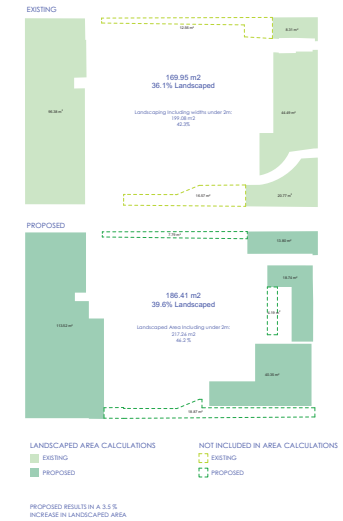 EXISTING
169.95 m2
36.1% Landscaped
Landscaping including widths under 2m:
199.08 m2
42.3%
PROPOSED
186.41 m2
39.6% Landscaped
Landscaped Area including under 2m:
217.26 m2
46.2 %
LANDSCAPED AREA CALCULATIONS
NOT INCLUDED IN AREA CALCULATIONS
EXISTING
EXISTING
PROPOSED
PROPOSED
PROPOSED RESULTS IN A 3.5 %
INCREASE IN LANDSCAPED AREA